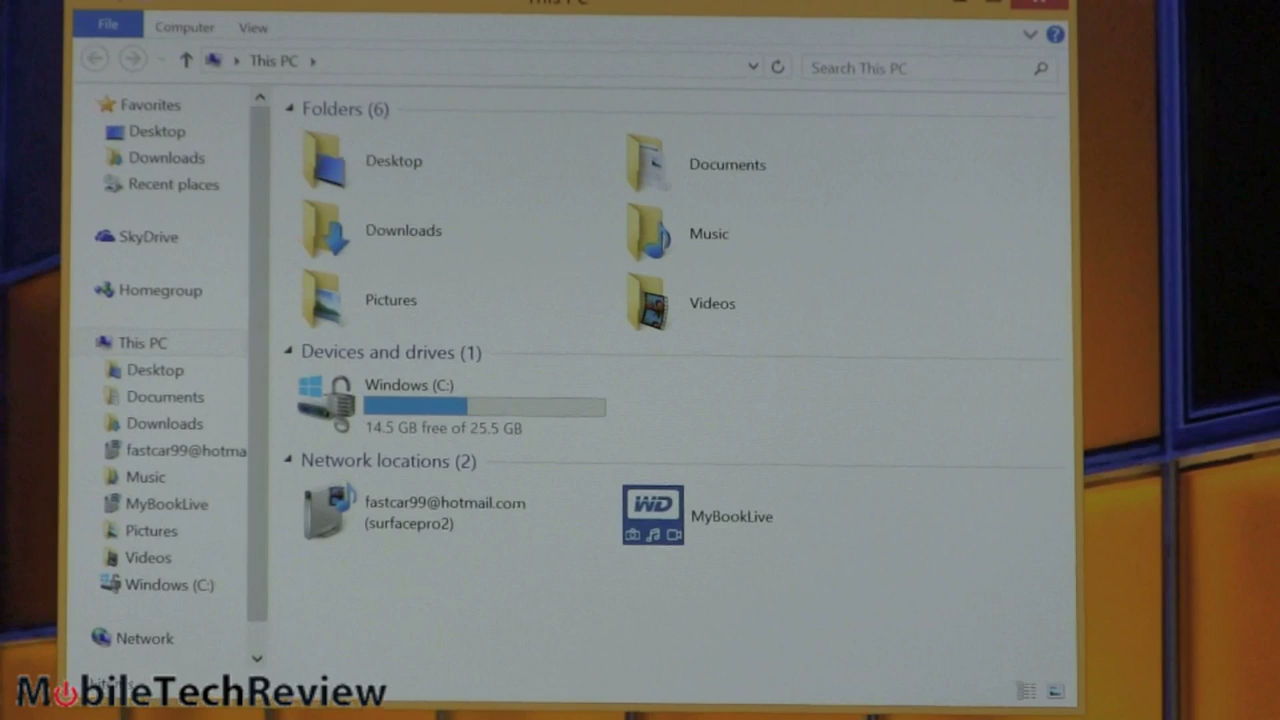 This PC
File Computer View
This PC
Search This PC
Favorites
Desktop
Downloads
Recent places
SkyDrive
Homegroup
This PC
Desktop
Documents
Downloads
fastcar99@hotma
Music
MyBookLive
Pictures
Videos
Windows (C:)
Network
Folders (6)
Desktop
Documents
Downloads
Music
Pictures
Videos
Devices and drives (1)
Windows (C:)
14.5 GB free of 25.5 GB
Network locations (2)
fastcar99@hotmail.com
(surfacepro2)
WD
MyBookLive
MobileTechReview